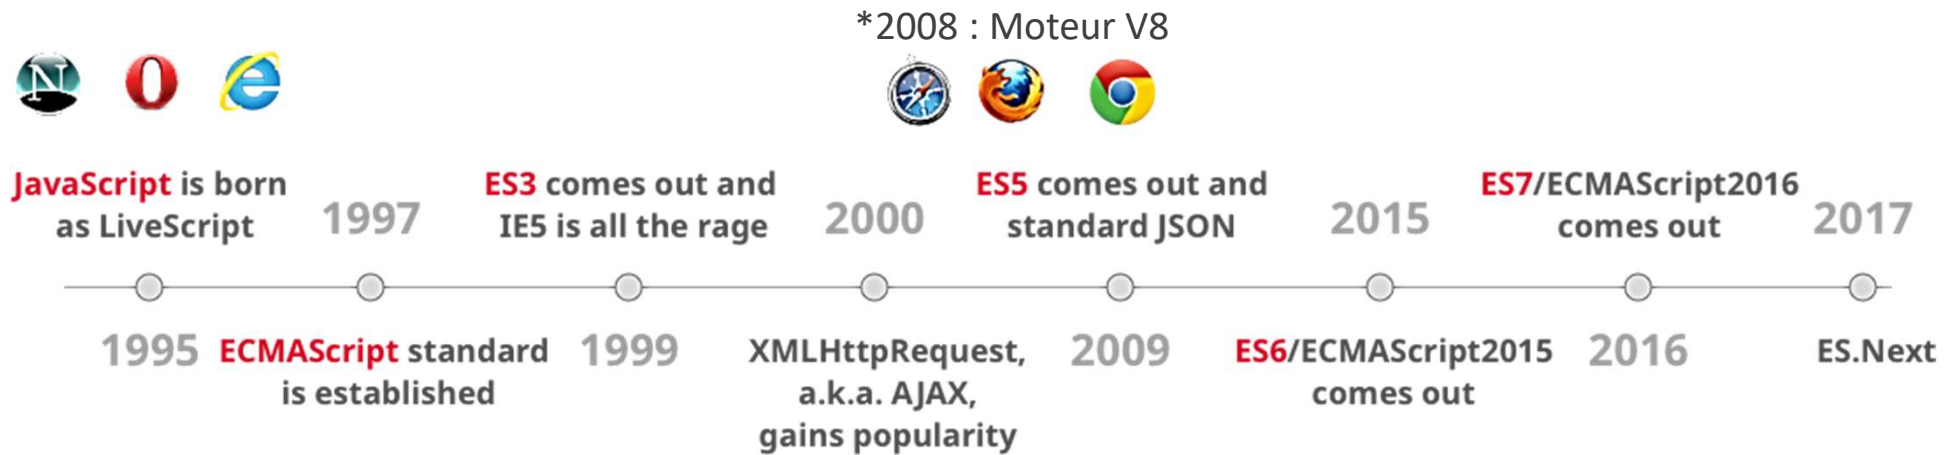 *2008 : Moteur V8
N
JavaScript is born
as LiveScript
1995
1997
ECMAScript standard
is established
ES3 comes out and
IE5 is all the rage
1999
2000
XMLHttpRequest,
a.k.a. AJAX,
gains popularity
ES5 comes out and
standard JSON
2009
2015
ES6/ECMAScript2015
comes out
ES7/ECMAScript2016
comes out
2016
2017
ES.Next